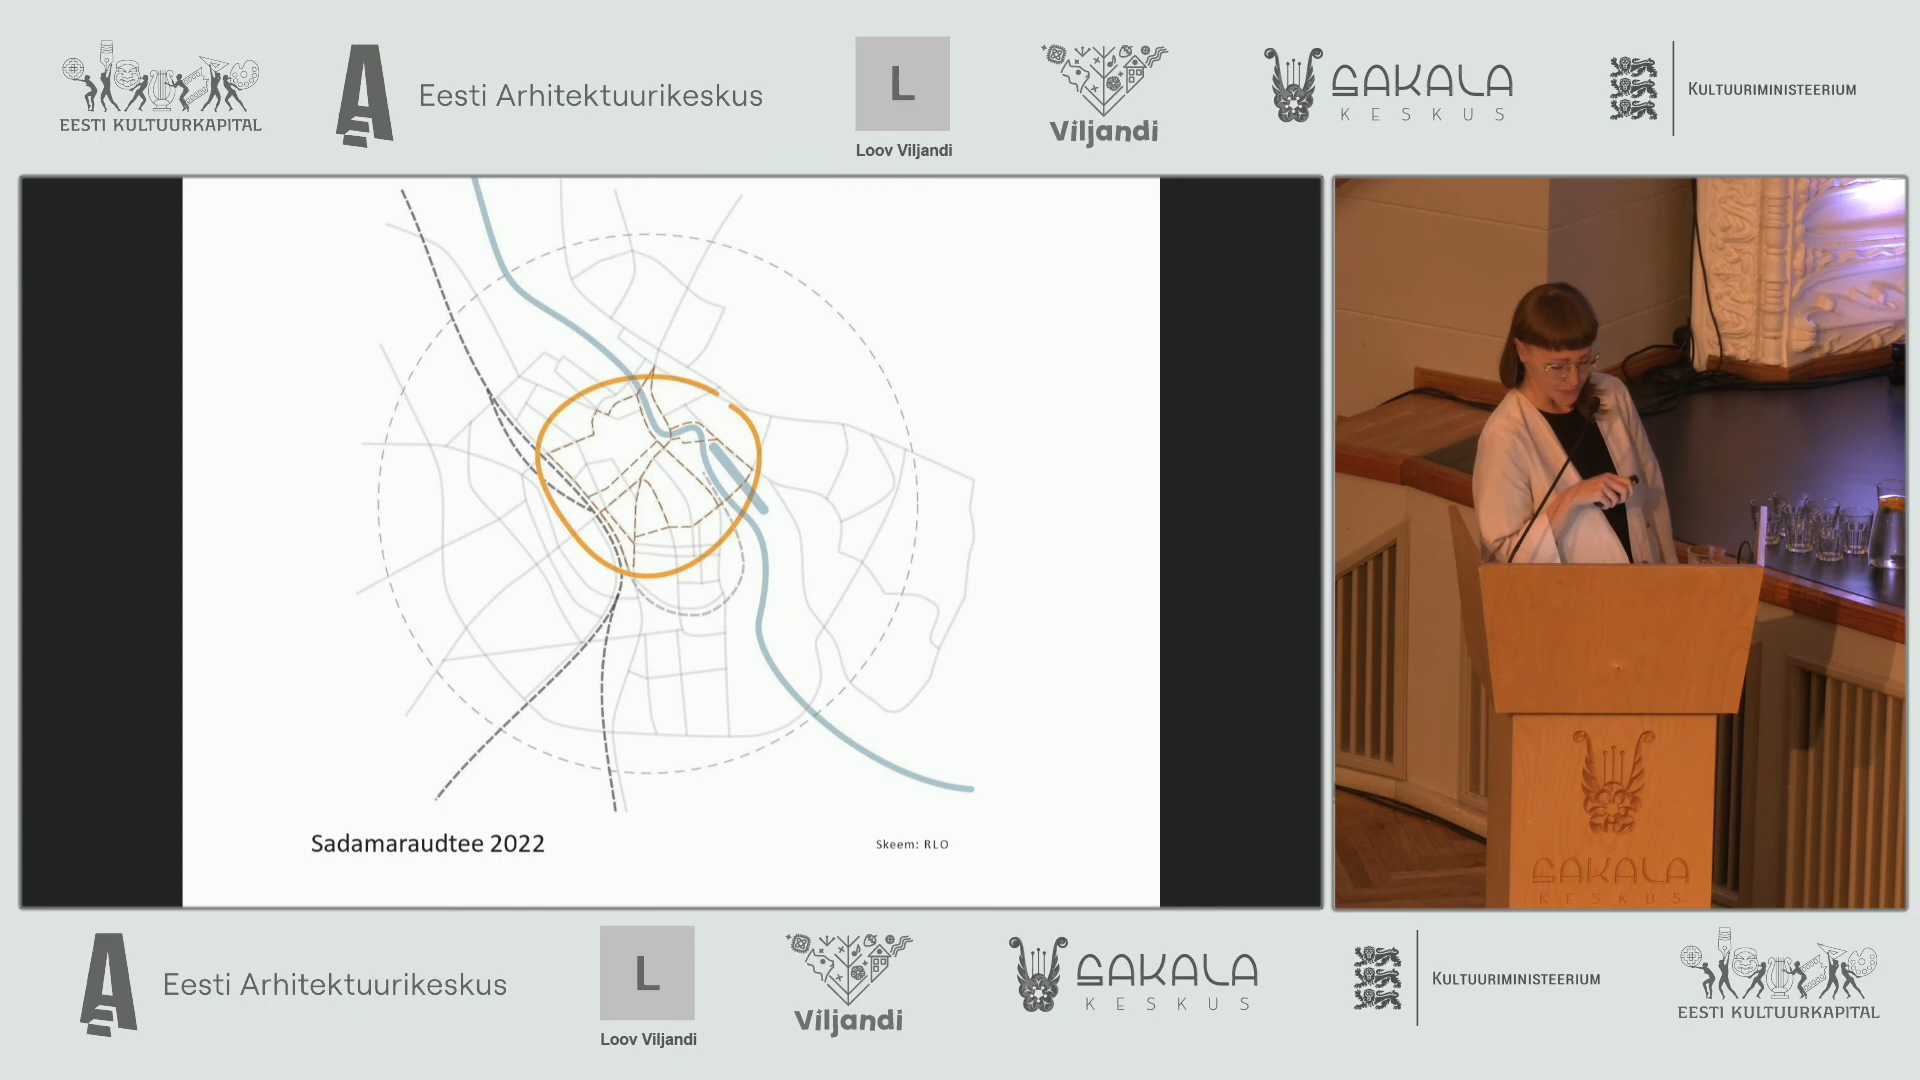 EESTI KULTUURKAPITAL
Eesti Arhitektuurikeskus
L
Loov Viljandi
Viljandi
SAKALA
KESKUS
KULTUURIMINISTEERIUM
Sadamaraudtee 2022
Skeem: RLO
SAKALA
KESKUS
Eesti Arhitektuurikeskus
L
Loov Viljandi
Viljandi
SAKALA
KESKUS
KULTUURIMINISTEERIUM
EESTI KULTUURKAPITAL